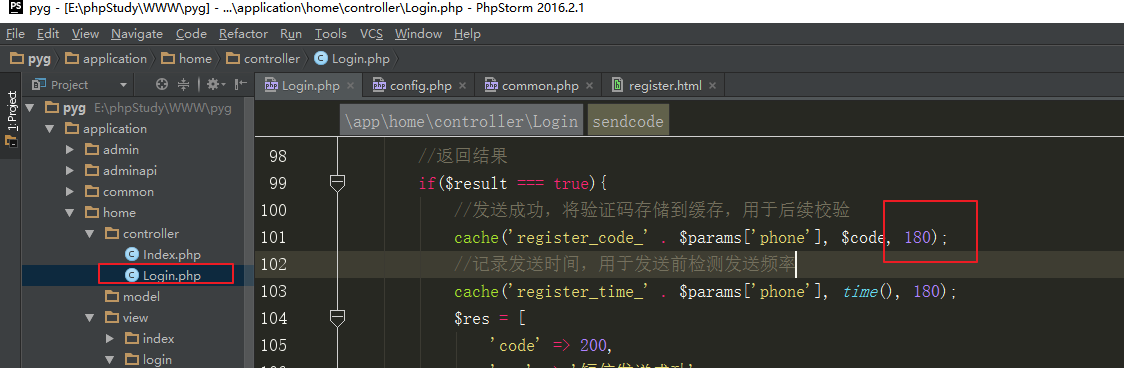 pyg - [E:\phpStudy\WWW\pyg] - ...\application\home\controller\Login.php - PhpStorm 2016.2.1
File Edit View Navigate Code Refactor Run Tools VCS Window Help
pyg application home controller Login.php
1: Project
Project
pyg E:\phpStudy\WWW\pyg
application
admin
adminapi
common
home
controller
Index.php
Login.php
model
view
index
login
Login.php config.php common.php register.html
\app\home\controller\Login sendcode
98 //返回结果
99 if($result === true){
100 //发送成功，将验证码存储到缓存，用于后续校验
101 cache('register_code_' . $params['phone'], $code, 180);
102 //记录发送时间，用于发送前检测发送频率
103 cache('register_time_' . $params['phone'], time(), 180);
104 $res = [
105 'code' => 200,